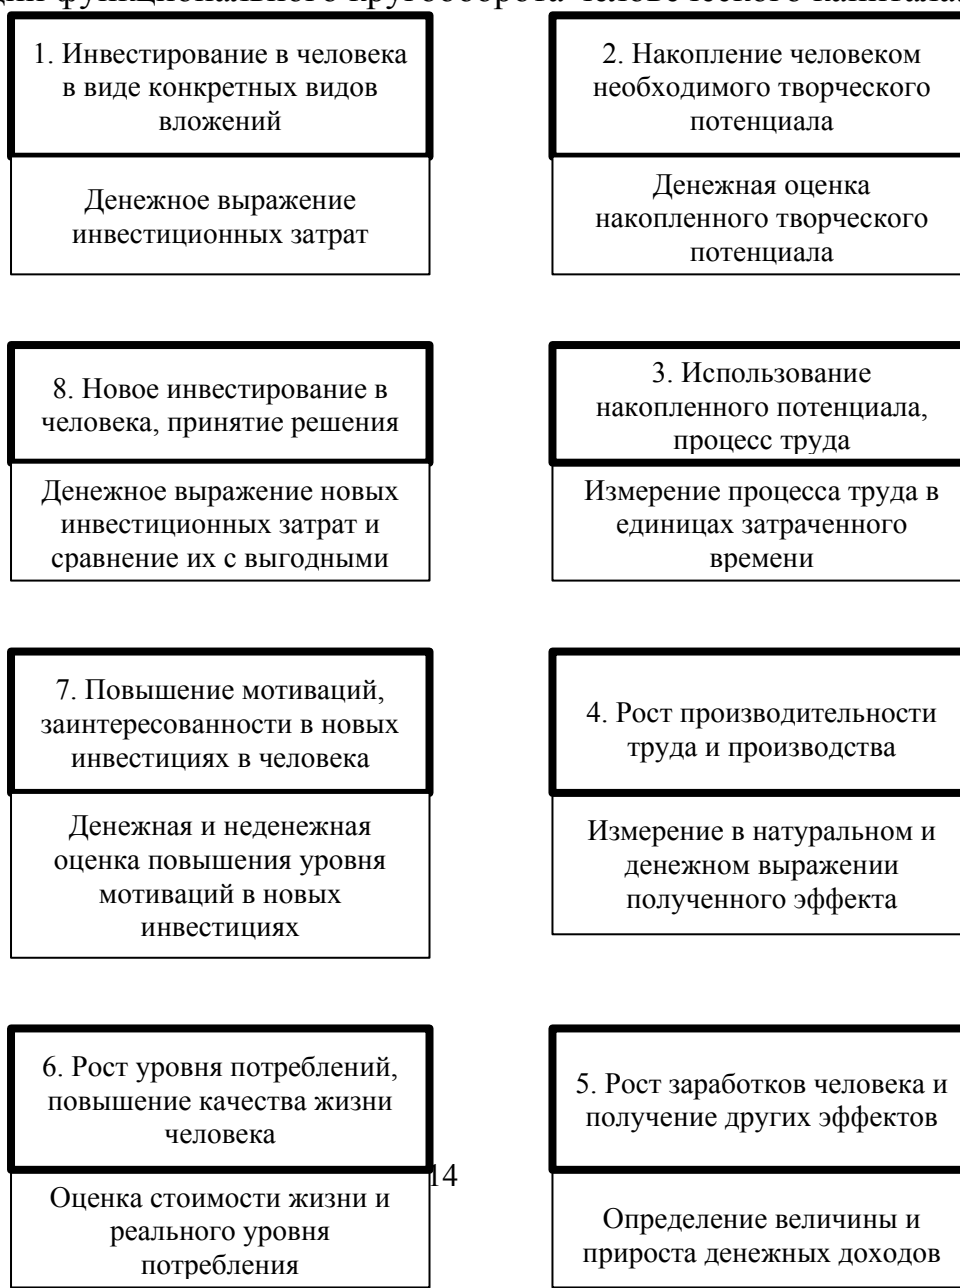 функционального кругооборота человеческого капитала
1. Инвестирование в человека
в виде конкретных видов
вложений
Денежное выражение
инвестиционных затрат
2. Накопление человеком
необходимого творческого
потенциала
Денежная оценка
накопленного творческого
потенциала
8. Новое инвестирование в
человека, принятие решения
Денежное выражение новых
инвестиционных затрат и
сравнение их с выгодными
3. Использование
накопленного потенциала,
процесс труда
Измерение процесса труда в
единицах затраченного
времени
7. Повышение мотиваций,
заинтересованности в новых
инвестициях в человека
Денежная и неденежная
оценка повышения уровня
мотиваций в новых
инвестициях
4. Рост производительности
труда и производства
Измерение в натуральном и
денежном выражении
полученного эффекта
6. Рост уровня потреблений,
повышение качества жизни
человека
Оценка стоимости жизни и
реального уровня
потребления
5. Рост заработков человека и
получение других эффектов
Определение величины и
прироста денежных доходов
14